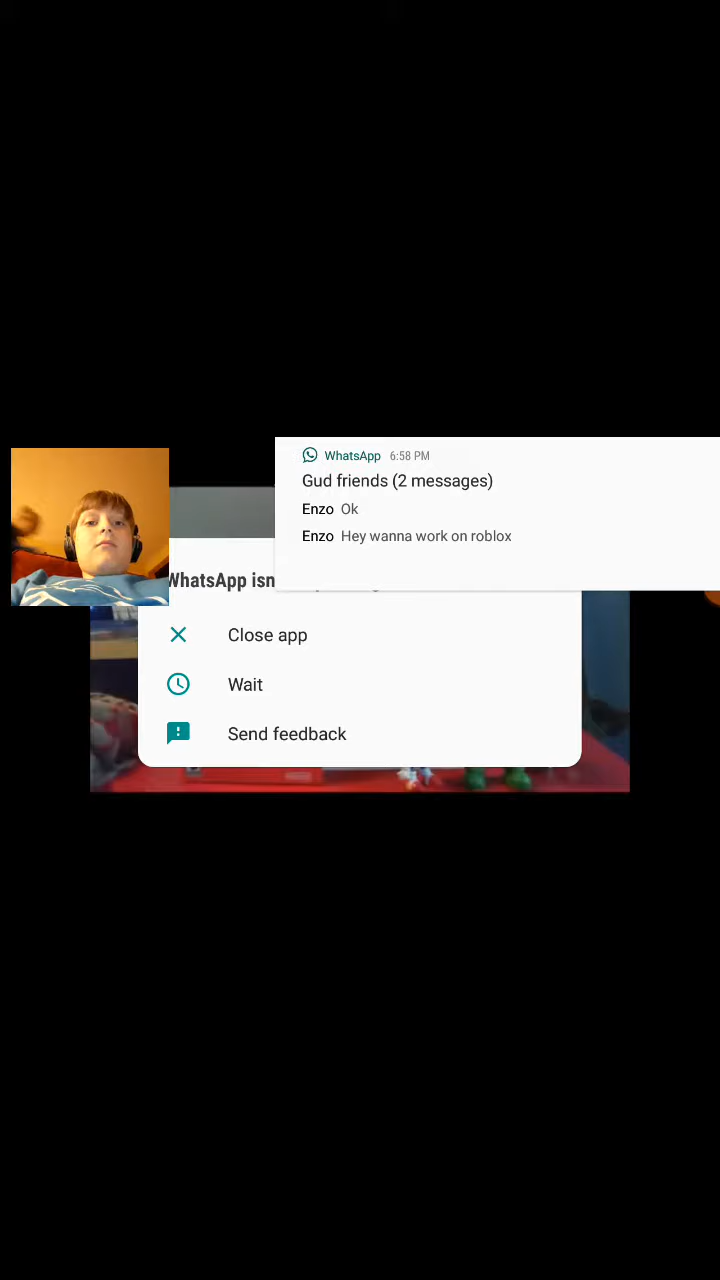 WhatsApp 6:58 PM
Gud friends (2 messages)
Enzo Ok
Enzo Hey wanna work on roblox
WhatsApp
Close app
Wait
Send feedback